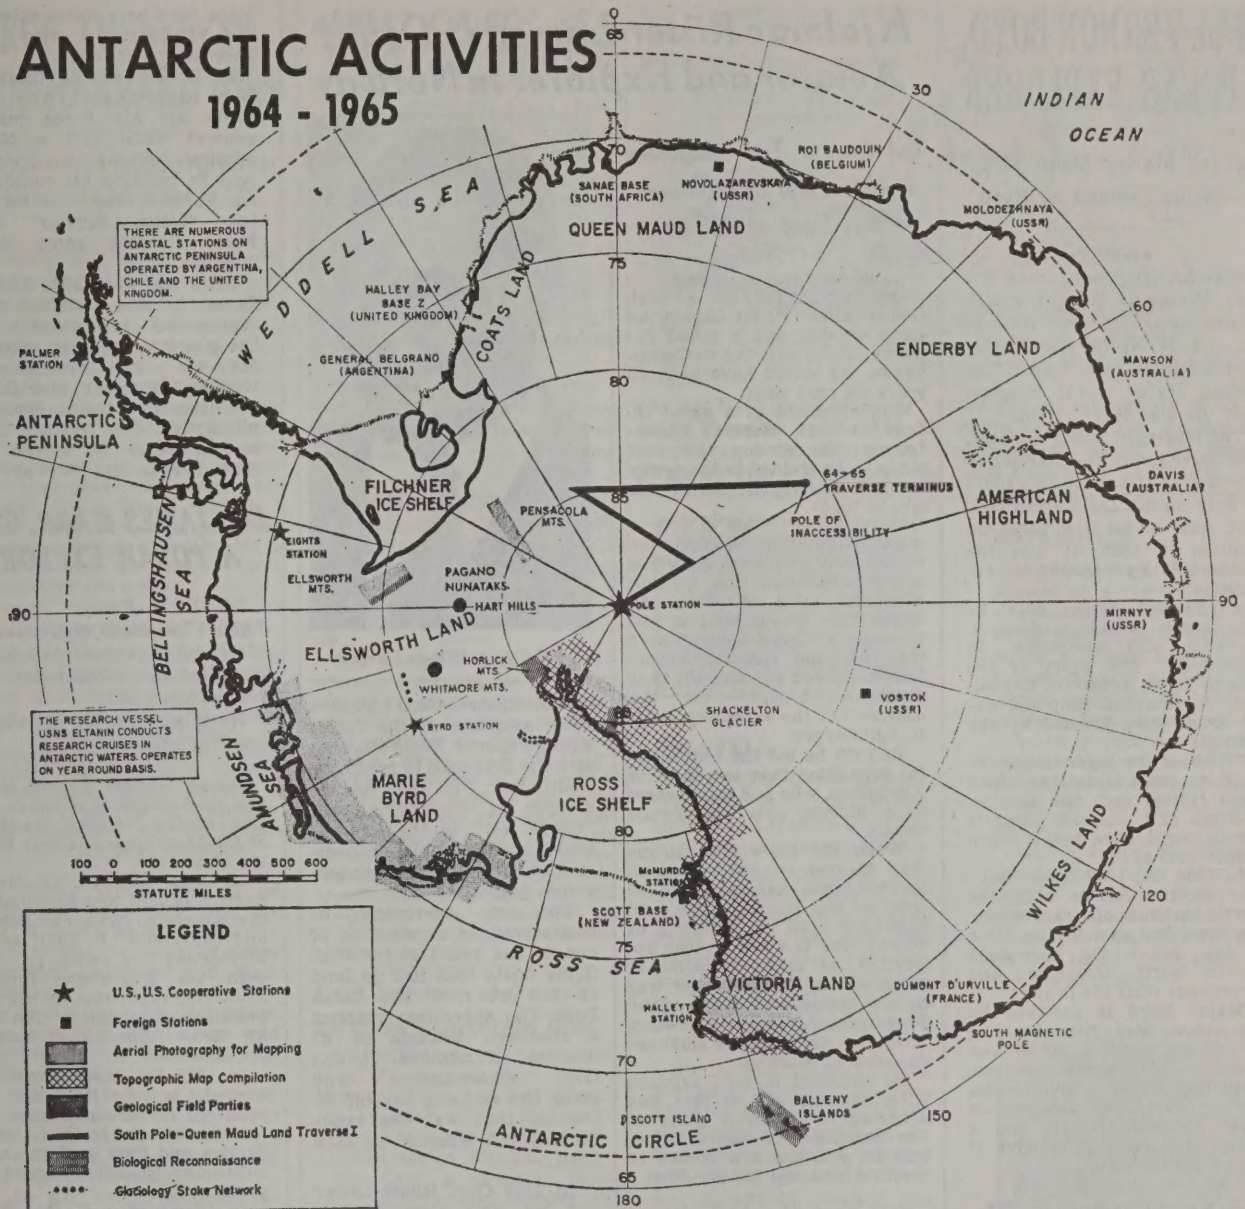 ANTARCTIC ACTIVITIES
1964 - 1965
0
65
30
INDIAN
OCEAN
70
ROI BAUDOUIN
(BELGIUM)
SANAE BASE
(SOUTH AFRICA)
NOVOLAZAREVSKAYA
(USSR)
MOLODEZHNAYA
(USSR)
WEDDELL SEA
QUEEN MAUD LAND
THERE ARE NUMEROUS
COASTAL STATIONS ON
ANTARCTIC PENINSULA
OPERATED BY ARGENTINA,
CHILE AND THE UNITED
KINGDOM.
75
HALLEY BAY
BASE Z
(UNITED KINGDOM)
COATS LAND
60
PALMER
STATION
GENERAL BELGRANO
(ARGENTINA)
80
ENDERBY LAND
MAWSON
(AUSTRALIA)
ANTARCTIC
PENINSULA
FILCHNER
ICE SHELF
64-65
TRAVERSE TERMINUS
85
PENSACOLA
MTS.
POLE OF
INACCESSIBILITY
AMERICAN
HIGHLAND
DAVIS
(AUSTRALIA)
BELLINGSHAUSEN
SEA
EIGHTS
STATION
ELLSWORTH
MTS.
PAGANO
NUNATAKS
HART HILLS
POLE STATION
90
90
MIRNYY
(USSR)
ELLSWORTH LAND
HORLICK
MTS.
WHITMORE MTS.
SHACKELTON
GLACIER
VOSTOK
(USSR)
85
BYRD STATION
THE RESEARCH VESSEL
USNS ELTANIN CONDUCTS
RESEARCH CRUISES IN
ANTARCTIC WATERS. OPERATES
ON YEAR ROUND BASIS.
AMUNDSEN
SEA
MARIE
BYRD
LAND
ROSS
ICE SHELF
80
WILKES LAND
120
100 0 100 200 300 400 500 600
STATUTE MILES
McMURDO
STATION
SCOTT BASE
(NEW ZEALAND)
75
ROSS SEA
VICTORIA LAND
HALLETT
STATION
DUMONT D'URVILLE
(FRANCE)
SOUTH MAGNETIC
POLE
70
BALLENY
ISLANDS
150
SCOTT ISLAND
ANTARCTIC CIRCLE
65
180
LEGEND
U.S., U.S. Cooperative Stations
Foreign Stations
Aerial Photography for Mapping
Topographic Map Compilation
Geological Field Parties
South Pole-Queen Maud Land Traverse I
Biological Reconnaissance
Glaciology Stake Network